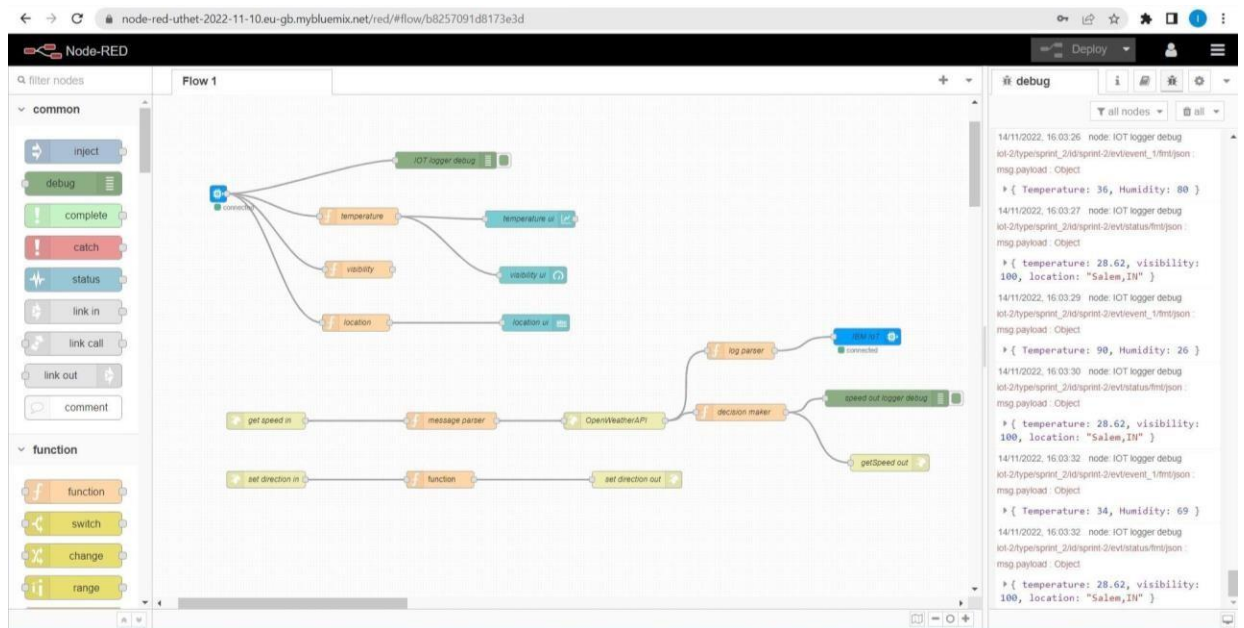 node-red-uthet-2022-11-10.eu-gb.mybluemix.net/red/#flow/b8257091d8173e3d
Node-RED
Deploy
filter nodes
Flow 1
debug
i
all nodes
all
common
inject
debug
complete
catch
status
link in
link call
link out
comment
function
function
switch
change
range
IOT logger debug
connected
temperature
temperature ui
visibility
visibility ui
location
location ui
log parser
IBM IoT
connected
get speed in
message parser
OpenWeatherAPI
decision maker
speed out logger debug
getSpeed out
set direction in
function
set direction out
14/11/2022, 16:03:26 node: IOT logger debug
iot-2/type/sprint_2/id/sprint-2/evt/event_1/fmt/json :
msg.payload : Object
{ Temperature: 36, Humidity: 80 }
14/11/2022, 16:03:27 node: IOT logger debug
iot-2/type/sprint_2/id/sprint-2/evt/status/fmt/json :
msg.payload : Object
{ temperature: 28.62, visibility:
100, location: "Salem,IN" }
14/11/2022, 16:03:29 node: IOT logger debug
iot-2/type/sprint_2/id/sprint-2/evt/event_1/fmt/json :
msg.payload : Object
{ Temperature: 90, Humidity: 26 }
14/11/2022, 16:03:30 node: IOT logger debug
iot-2/type/sprint_2/id/sprint-2/evt/status/fmt/json :
msg.payload : Object
{ temperature: 28.62, visibility:
100, location: "Salem,IN" }
14/11/2022, 16:03:32 node: IOT logger debug
iot-2/type/sprint_2/id/sprint-2/evt/event_1/fmt/json :
msg.payload : Object
{ Temperature: 34, Humidity: 69 }
14/11/2022, 16:03:32 node: IOT logger debug
iot-2/type/sprint_2/id/sprint-2/evt/status/fmt/json :
msg.payload : Object
{ temperature: 28.62, visibility:
100, location: "Salem,IN" }